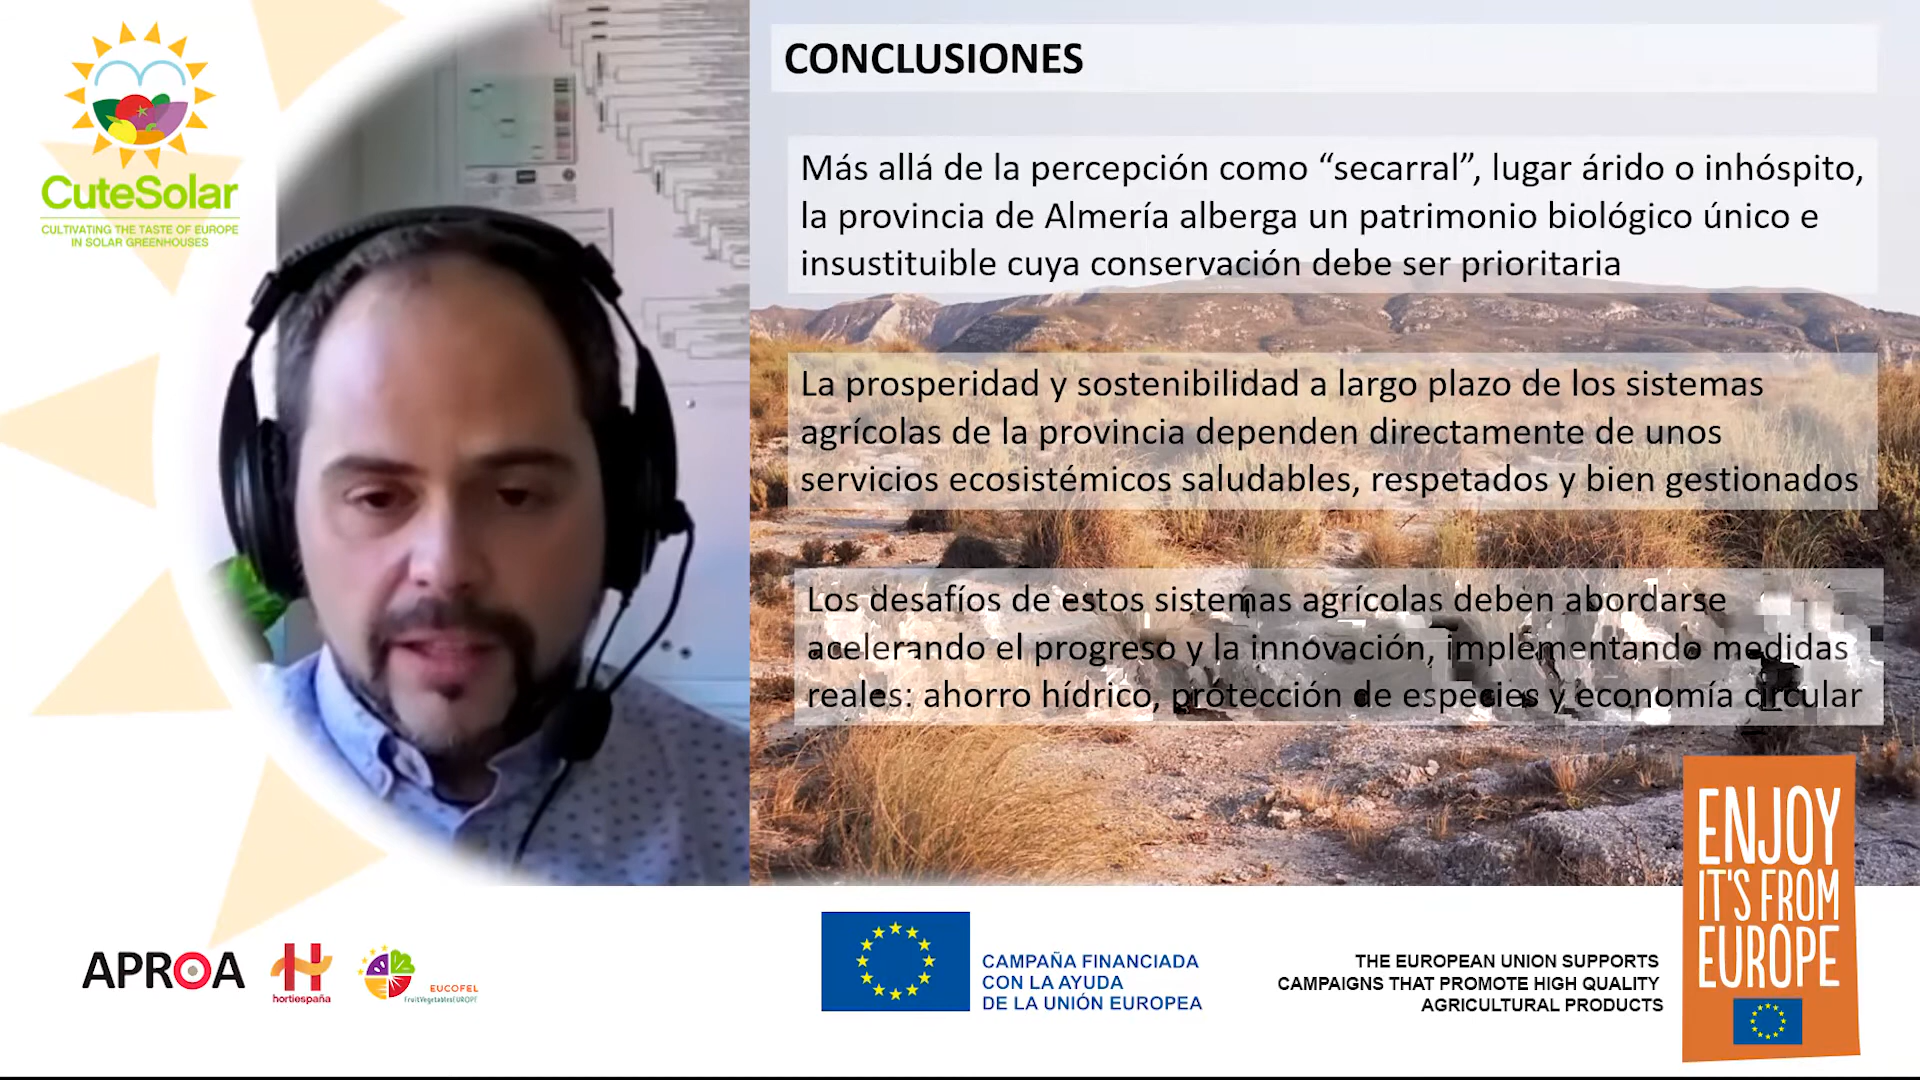 CuteSolar
CULTIVATING THE TASTE OF EUROPE
IN SOLAR GREENHOUSES
CONCLUSIONES
Más allá de la percepción como “secarral”, lugar árido o inhóspito,
la provincia de Almería alberga un patrimonio biológico único e
insustituible cuya conservación debe ser prioritaria
La prosperidad y sostenibilidad a largo plazo de los sistemas
agrícolas de la provincia dependen directamente de unos
servicios ecosistémicos saludables, respetados y bien gestionados
Los desafíos de estos sistemas agrícolas deben abordarse
acelerando el progreso y la innovación, implementando medidas
reales: ahorro hídrico, protección de especies y economía circular
APROA
hortiespaña
EUCOFEL
FruitVegetablesEUROPE
CAMPAÑA FINANCIADA
CON LA AYUDA
DE LA UNIÓN EUROPEA
THE EUROPEAN UNION SUPPORTS
CAMPAIGNS THAT PROMOTE HIGH QUALITY
AGRICULTURAL PRODUCTS
ENJOY
IT'S FROM
EUROPE